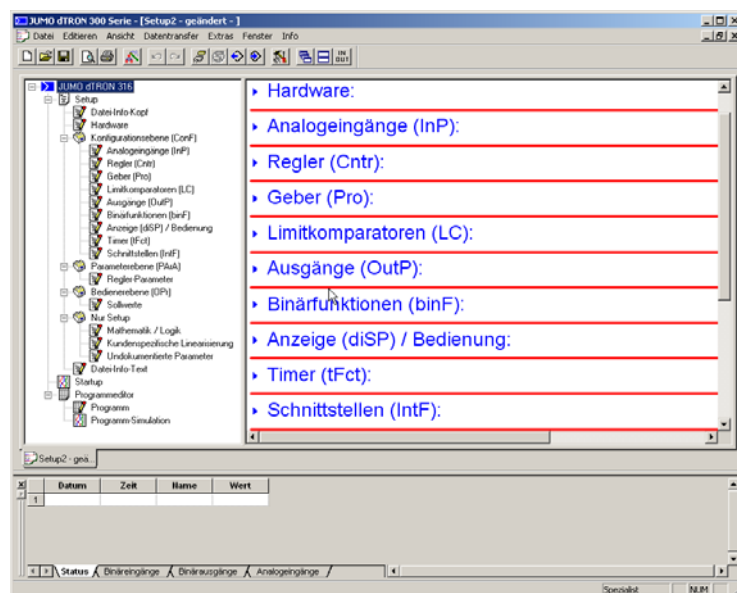 JUMO dTRON 300 Serie - [Setup2 - geändert - ]
Datei Editieren Ansicht Datentransfer Extras Fenster Info
IN OUT
JUMO dTRON 316
Setup
Datei-Info-Kopf
Hardware
Konfigurationsebene (ConF)
Analogeingänge (InP)
Regler (Cntr)
Geber (Pro)
Limitkomparatoren (LC)
Ausgänge (OutP)
Binärfunktionen (binF)
Anzeige (diSP) / Bedienung
Timer (tFct)
Schnittstellen (IntF)
Parameterebene (PArA)
Regler-Parameter
Bedienerebene (OPr)
Sollwerte
Nur Setup
Mathematik / Logik
Kundenspezifische Linearisierung
Undokumentierte Parameter
Datei-Info-Text
Startup
Programmeditor
Programm
Programm-Simulation
Hardware:
Analogeingänge (InP):
Regler (Cntr):
Geber (Pro):
Limitkomparatoren (LC):
Ausgänge (OutP):
Binärfunktionen (binF):
Anzeige (diSP) / Bedienung:
Timer (tFct):
Schnittstellen (IntF):
Setup2 - geä...
Datum Zeit Name Wert
1
Status Binäreingänge Binärausgänge Analogeingänge
Spezialist NUM